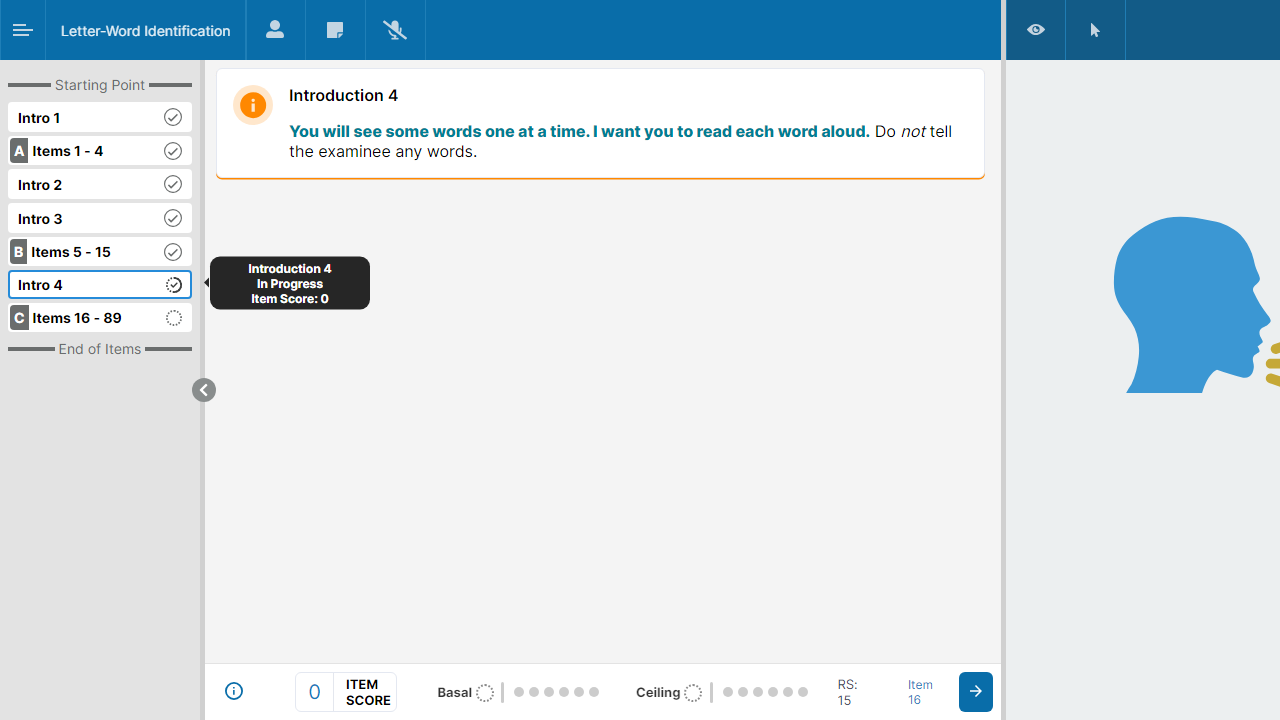 Letter-Word Identification
Starting Point
Intro 1
A Items 1 - 4
Intro 2
Intro 3
B Items 5 - 15
Intro 4
C Items 16 - 89
End of Items
Introduction 4
You will see some words one at a time. I want you to read each word aloud. Do not tell
the examinee any words.
Introduction 4
In Progress
Item Score: 0
0 ITEM
SCORE
Basal
Ceiling
RS:
15
Item
16